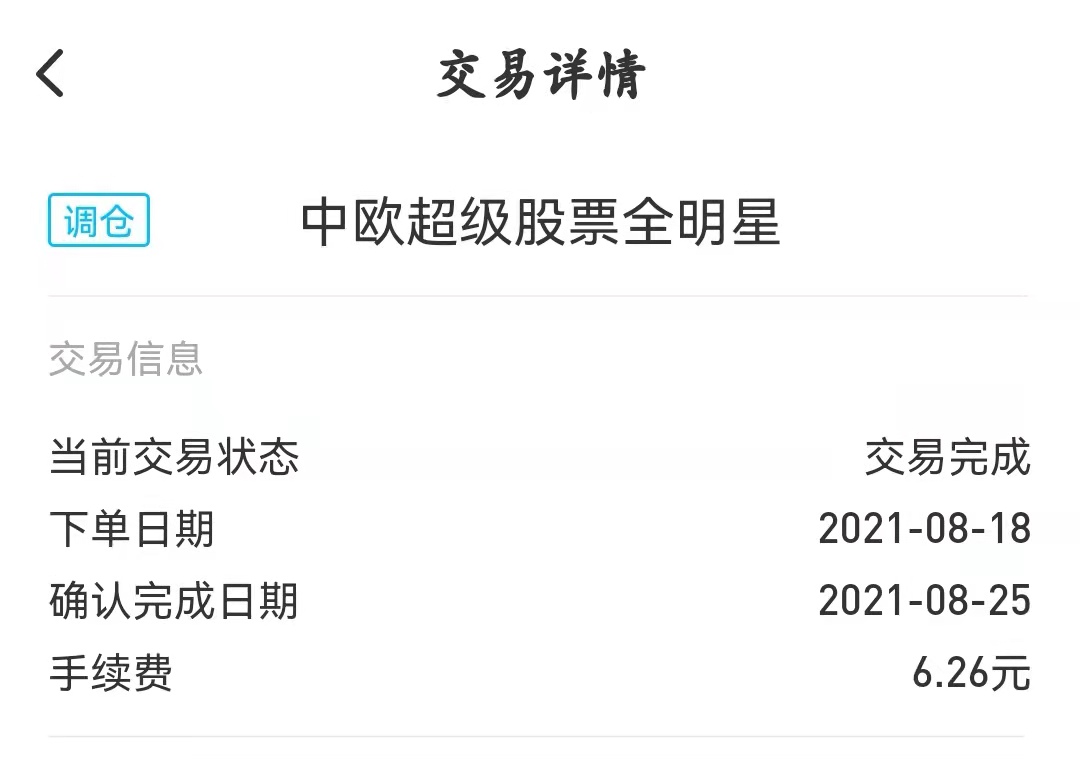 交易详情
调仓 中欧超级股票全明星
交易信息
当前交易状态 交易完成
下单日期 2021-08-18
确认完成日期 2021-08-25
手续费 6.26元